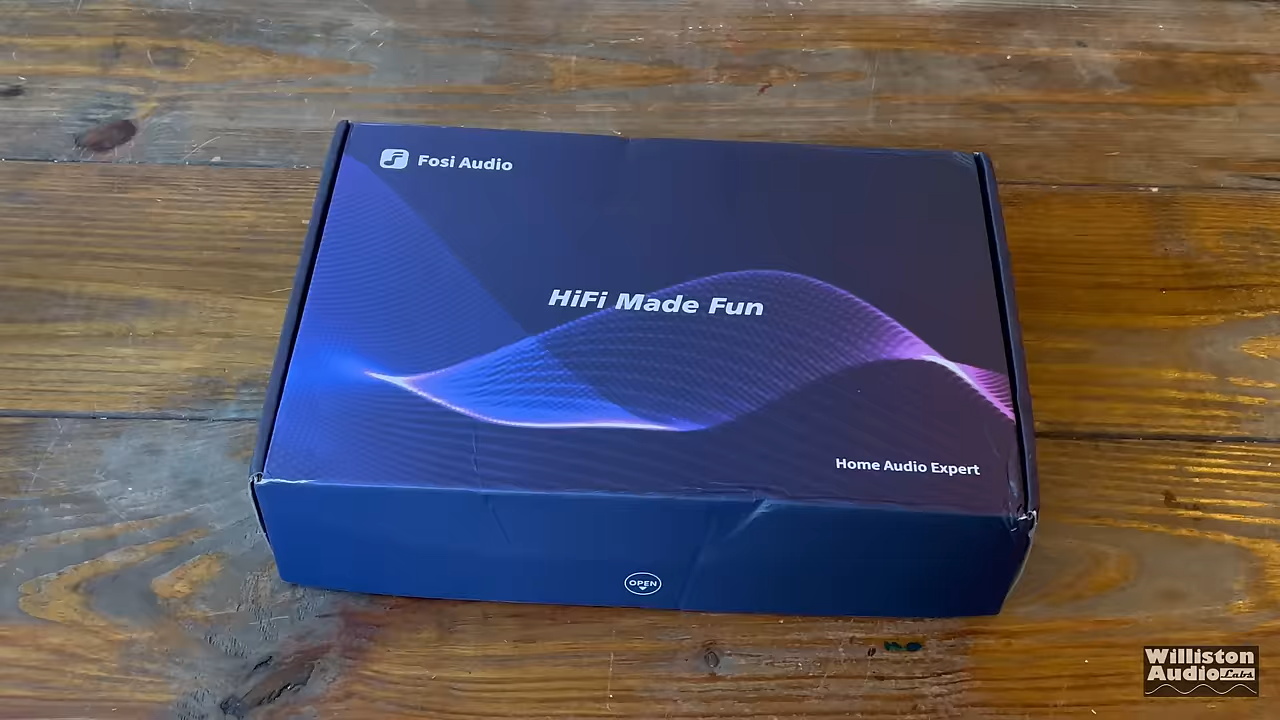 Fosi Audio
HiFi Made Fun
Home Audio Expert
OPEN
Williston
Audio Labs